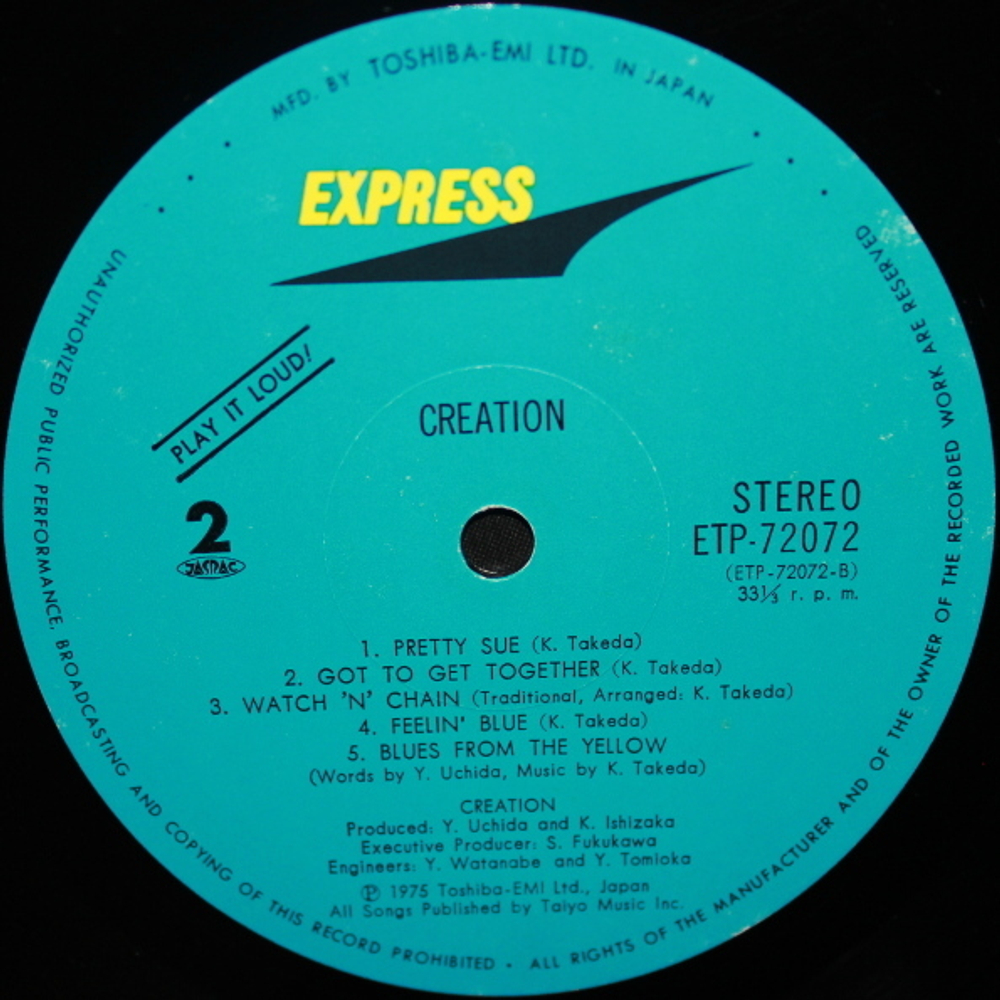 MFD. BY TOSHIBA-EMI LTD. IN JAPAN
EXPRESS
PLAY IT LOUD!
CREATION
2
JASRAC
STEREO
ETP-72072
(ETP-72072-B)
33⅓ r. p. m.
1. PRETTY SUE (K. Takeda)
2. GOT TO GET TOGETHER (K. Takeda)
3. WATCH 'N' CHAIN (Traditional, Arranged: K. Takeda)
4. FEELIN' BLUE (K. Takeda)
5. BLUES FROM THE YELLOW
(Words by Y. Uchida, Music by K. Takeda)
CREATION
Produced: Y. Uchida and K. Ishizaka
Executive Producer: S. Fukukawa
Engineers: Y. Watanabe and Y. Tomioka
Ⓟ 1975 Toshiba-EMI Ltd., Japan
All Songs Published by Taiyo Music Inc.
UNAUTHORIZED PUBLIC PERFORMANCE, BROADCASTING AND COPYING OF THIS RECORD PROHIBITED • ALL RIGHTS OF THE MANUFACTURER AND OF THE OWNER OF THE RECORDED WORK ARE RESERVED